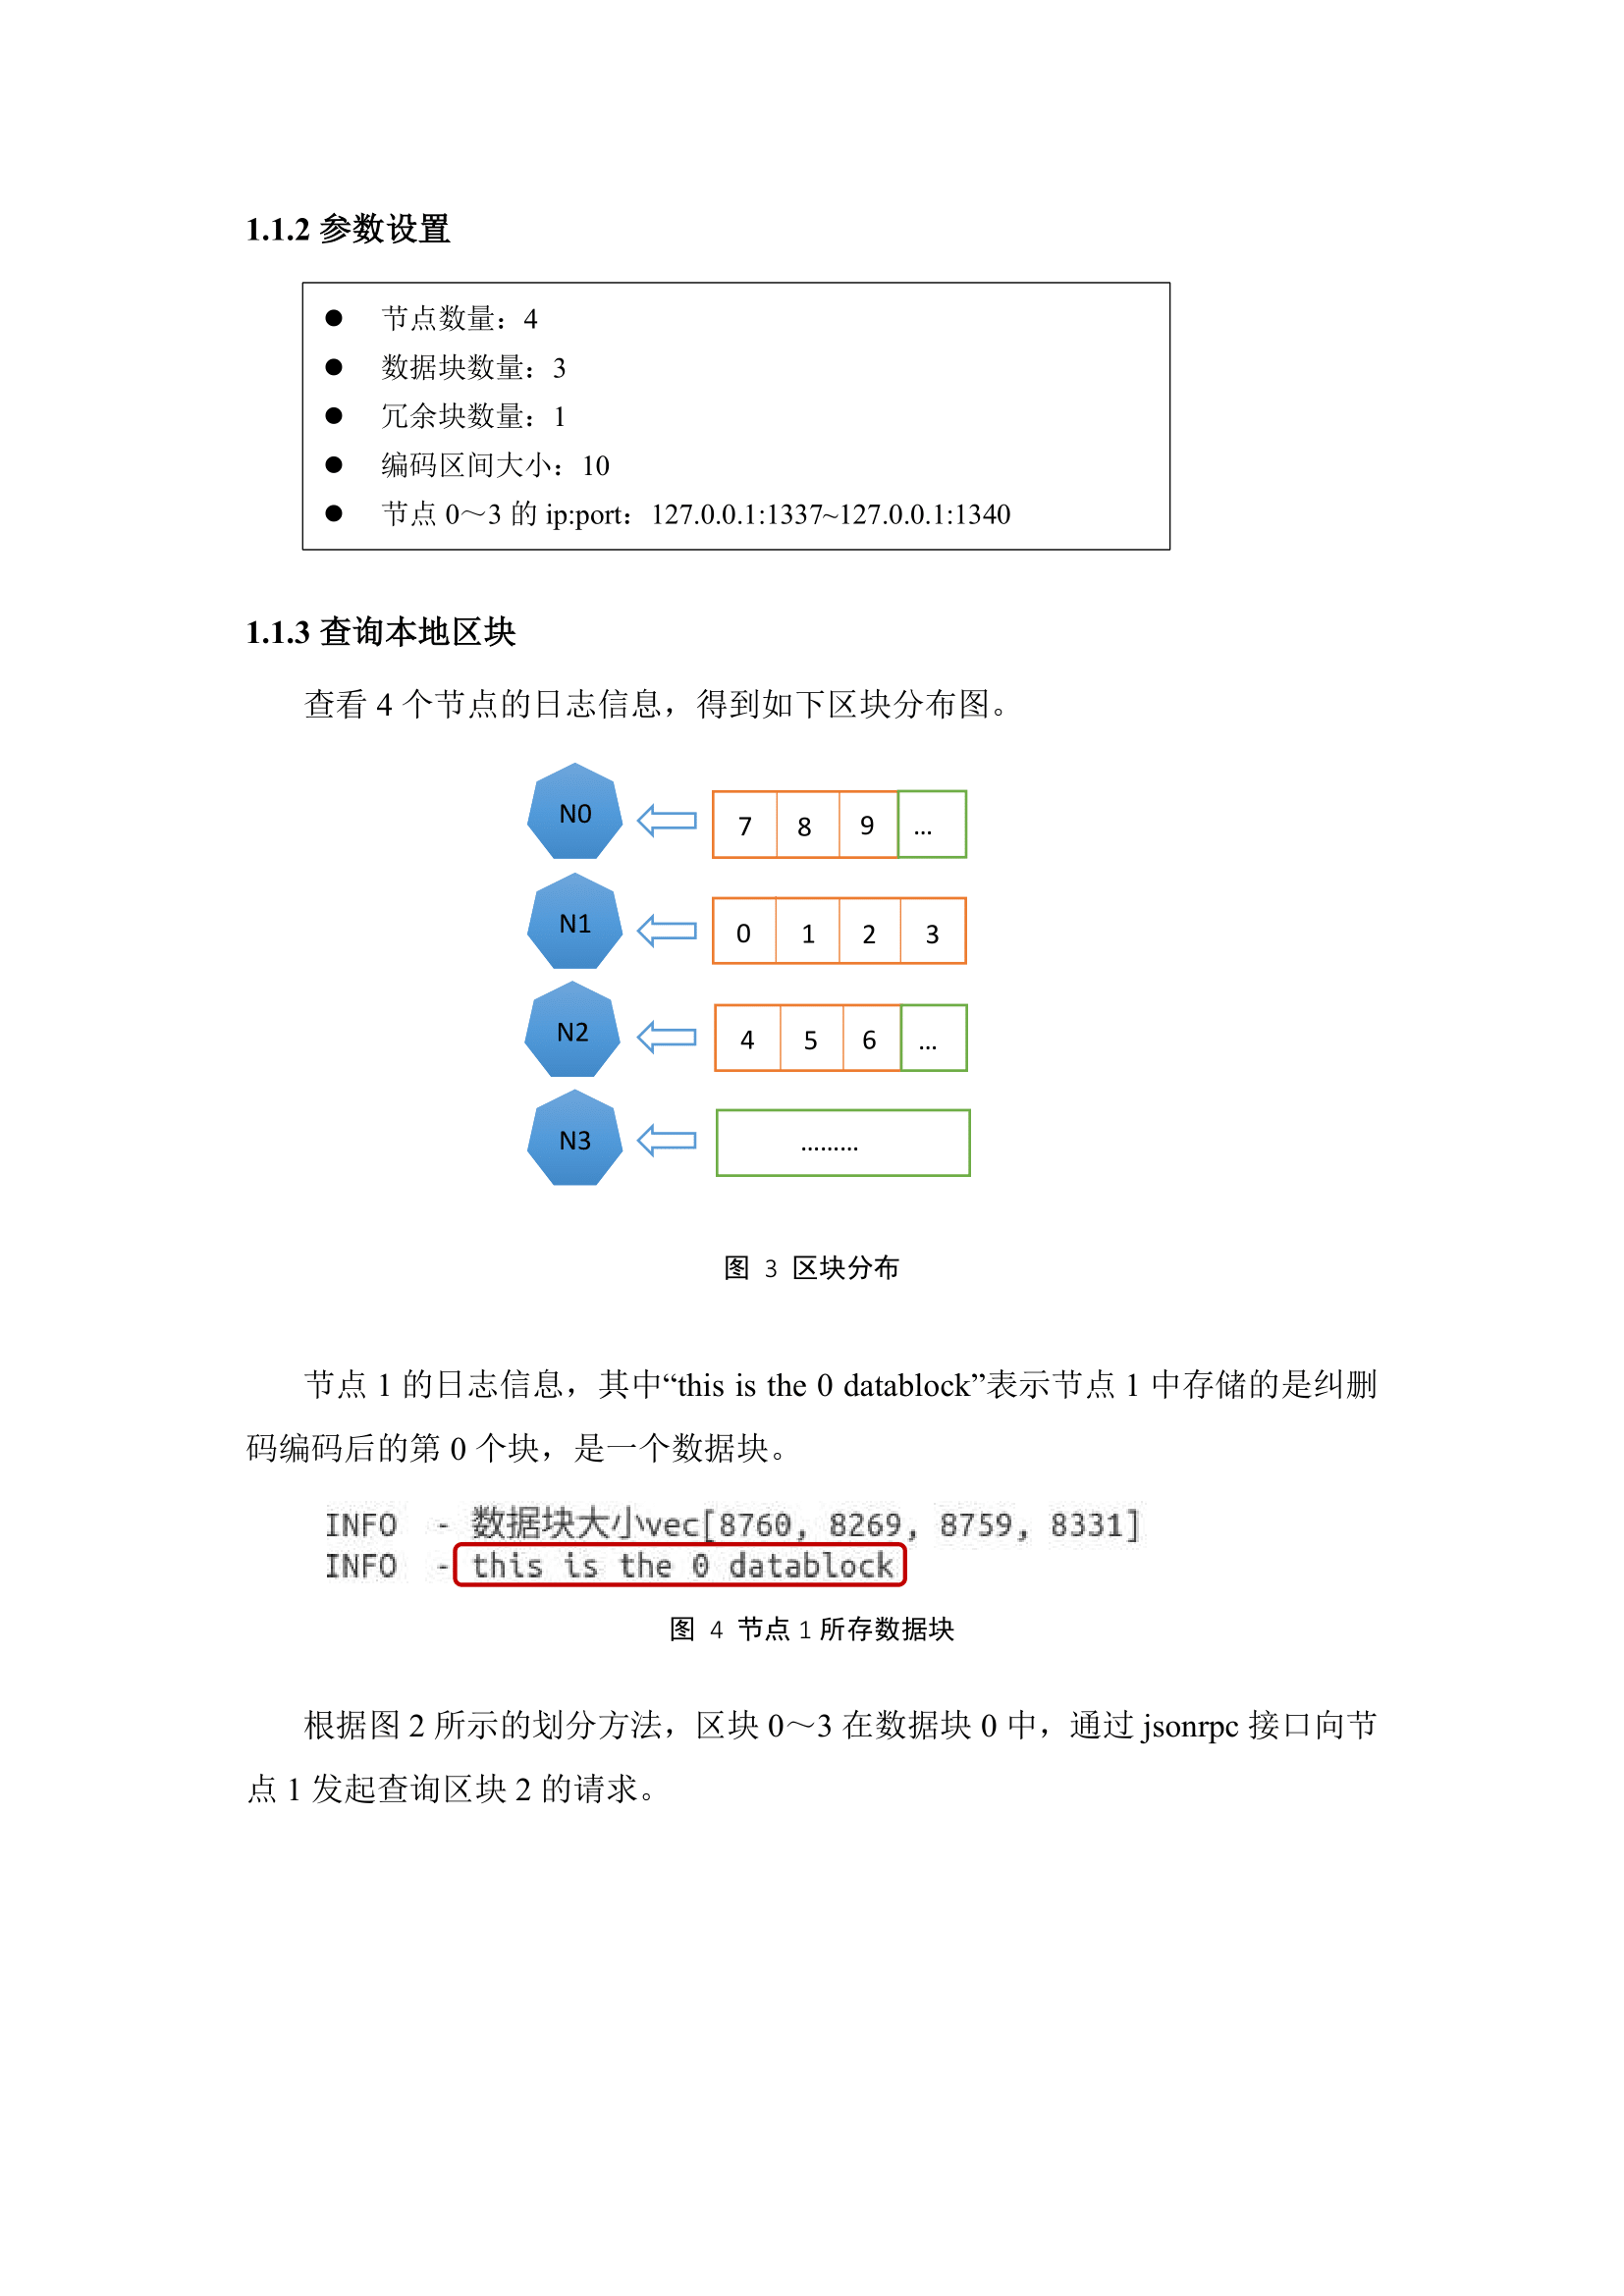 1.1.2 参数设置
● 节点数量：4
● 数据块数量：3
● 冗余块数量：1
● 编码区间大小：10
● 节点 0～3 的 ip:port：127.0.0.1:1337~127.0.0.1:1340
1.1.3 查询本地区块
查看 4 个节点的日志信息，得到如下区块分布图。
N0 7 8 9 ...
N1 0 1 2 3
N2 4 5 6 ...
N3 .........
图 3 区块分布
节点 1 的日志信息，其中“this is the 0 datablock”表示节点 1 中存储的是纠删
码编码后的第 0 个块，是一个数据块。
INFO - 数据块大小vec[8760, 8269, 8759, 8331]
INFO - this is the 0 datablock
图 4 节点 1 所存数据块
根据图 2 所示的划分方法，区块 0～3 在数据块 0 中，通过 jsonrpc 接口向节
点 1 发起查询区块 2 的请求。